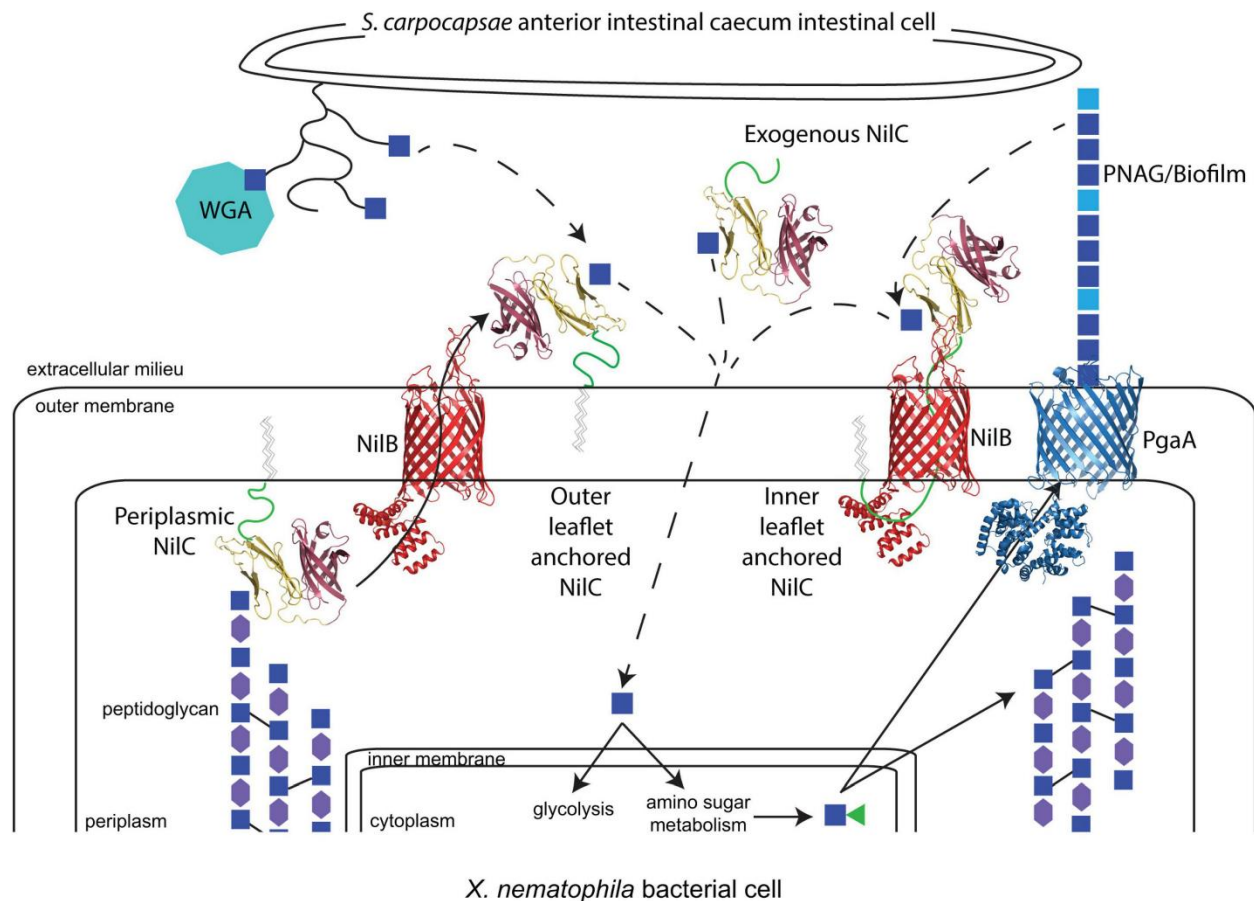 S. carpocapsae anterior intestinal caecum intestinal cell
Exogenous NilC
PNAG/Biofilm
WGA
extracellular milieu
outer membrane
NilB
NilB
PgaA
Periplasmic
NilC
Outer
leaflet
anchored
NilC
Inner
leaflet
anchored
NilC
peptidoglycan
inner membrane
glycolysis
amino sugar
metabolism
periplasm
cytoplasm
X. nematophila bacterial cell